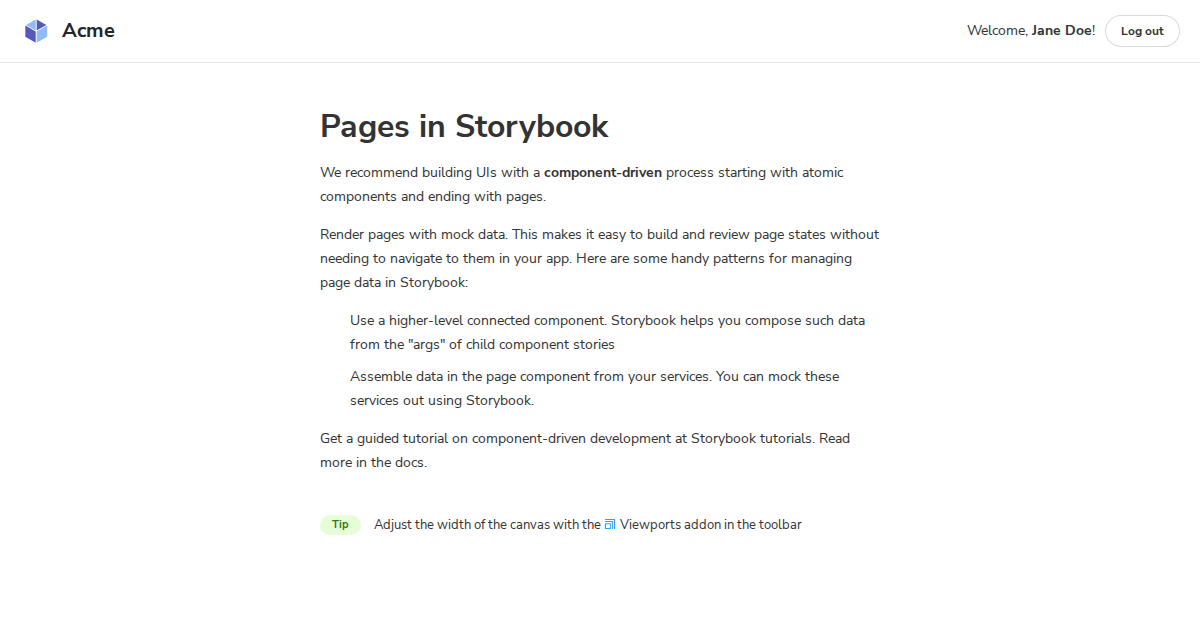 Acme
Welcome, Jane Doe!
Log out
Pages in Storybook
We recommend building UIs with a component-driven process starting with atomic
components and ending with pages.
Render pages with mock data. This makes it easy to build and review page states without
needing to navigate to them in your app. Here are some handy patterns for managing
page data in Storybook:
Use a higher-level connected component. Storybook helps you compose such data
from the "args" of child component stories
Assemble data in the page component from your services. You can mock these
services out using Storybook.
Get a guided tutorial on component-driven development at Storybook tutorials. Read
more in the docs.
Tip
Adjust the width of the canvas with the Viewports addon in the toolbar